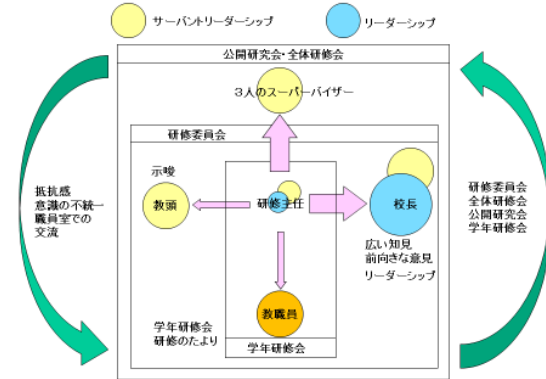 サーバントリーダーシップ
リーダーシップ
公開研究会・全体研修会
3人のスーパーバイザー
研修委員会
示唆
教頭
研修主任
校長
広い知見
前向きな意見
リーダーシップ
教職員
学年研修会
研修のたより
学年研修会
抵抗感
意識の不統一
職員室での
交流
研修委員会
全体研修会
公開研究会
学年研修会